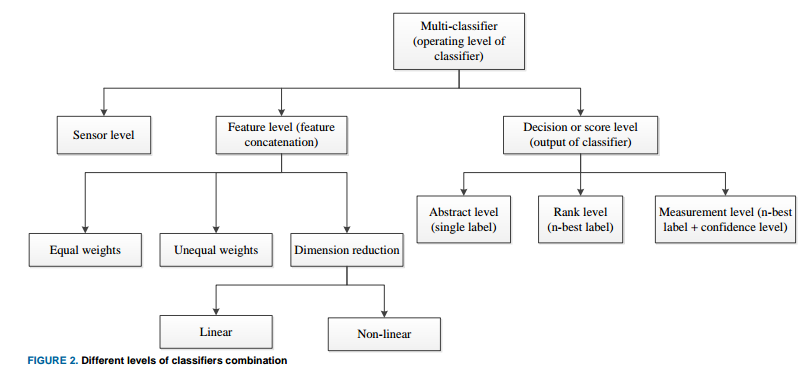 Multi-classifier
(operating level of
classifier)
Sensor level
Feature level (feature
concatenation)
Decision or score level
(output of classifier)
Abstract level
(single label)
Rank level
(n-best label)
Measurement level (n-best
label + confidence level)
Equal weights
Unequal weights
Dimension reduction
Linear
Non-linear
FIGURE 2. Different levels of classifiers combination